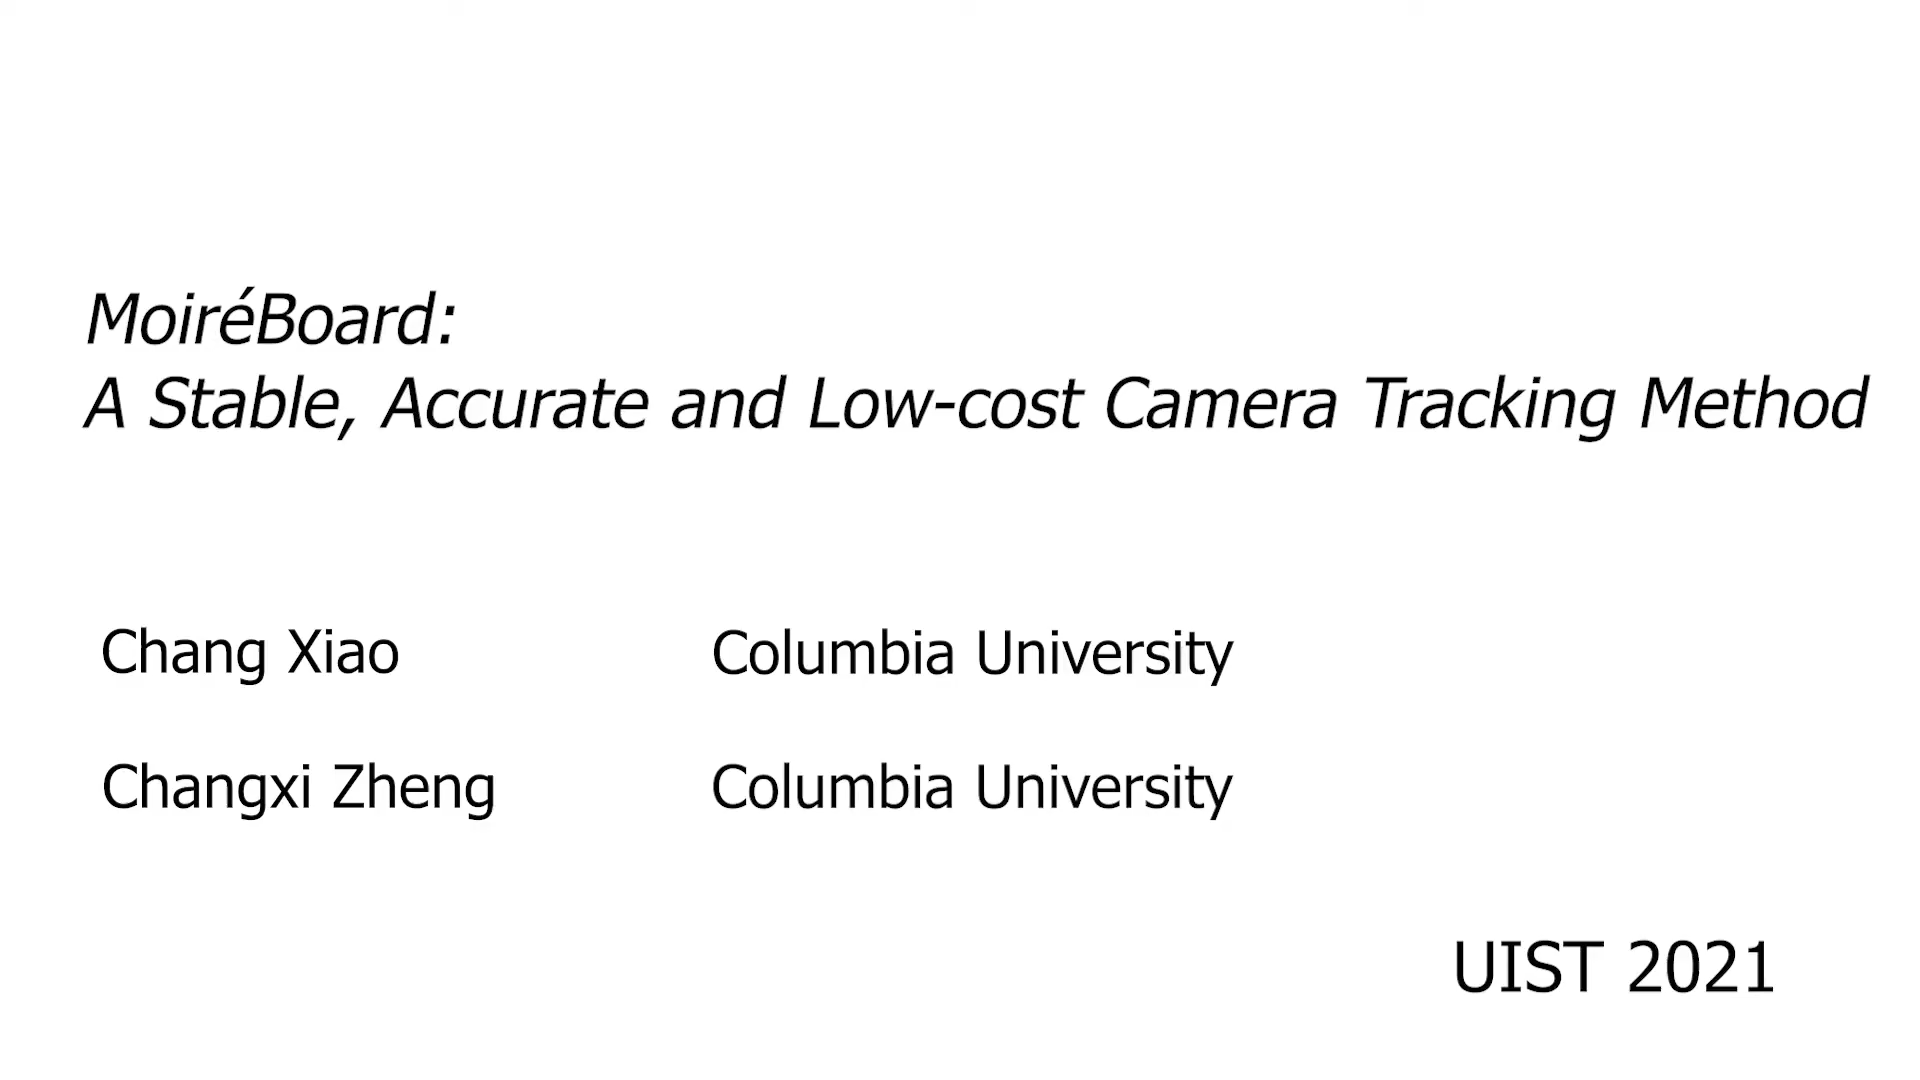 MoiréBoard:
A Stable, Accurate and Low-cost Camera Tracking Method
Chang Xiao Columbia University
Changxi Zheng Columbia University
UIST 2021